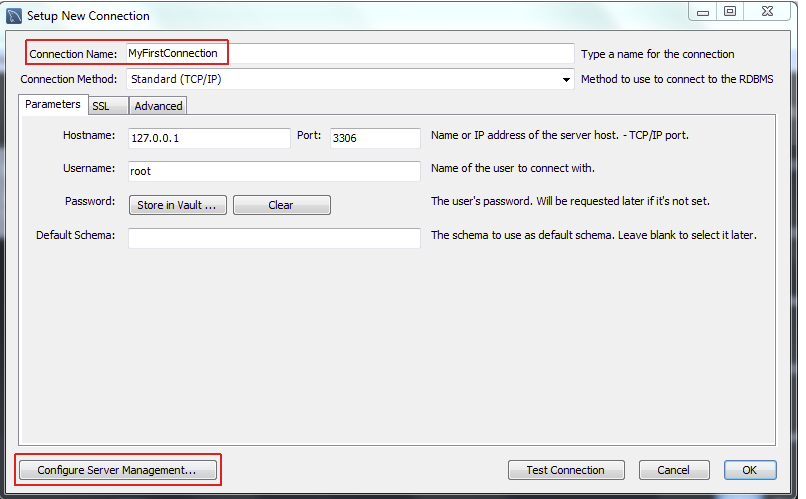 Setup New Connection
Connection Name: MyFirstConnection Type a name for the connection
Connection Method: Standard (TCP/IP) Method to use to connect to the RDBMS
Parameters SSL Advanced
Hostname: 127.0.0.1 Port: 3306 Name or IP address of the server host. - TCP/IP port.
Username: root Name of the user to connect with.
Password: Store in Vault ... Clear The user's password. Will be requested later if it's not set.
Default Schema: The schema to use as default schema. Leave blank to select it later.
Configure Server Management... Test Connection Cancel OK